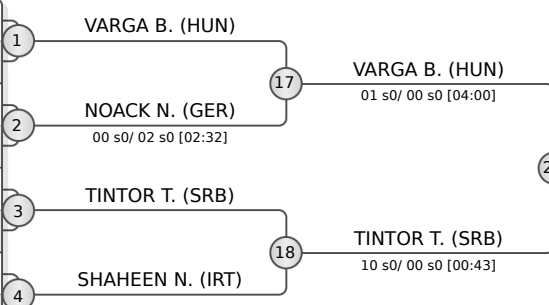 VARGA B. (HUN)
1
17
VARGA B. (HUN)
01 s0/ 00 s0 [04:00]
NOACK N. (GER)
2
00 s0/ 02 s0 [02:32]
TINTOR T. (SRB)
3
18
TINTOR T. (SRB)
10 s0/ 00 s0 [00:43]
SHAHEEN N. (IRT)
4